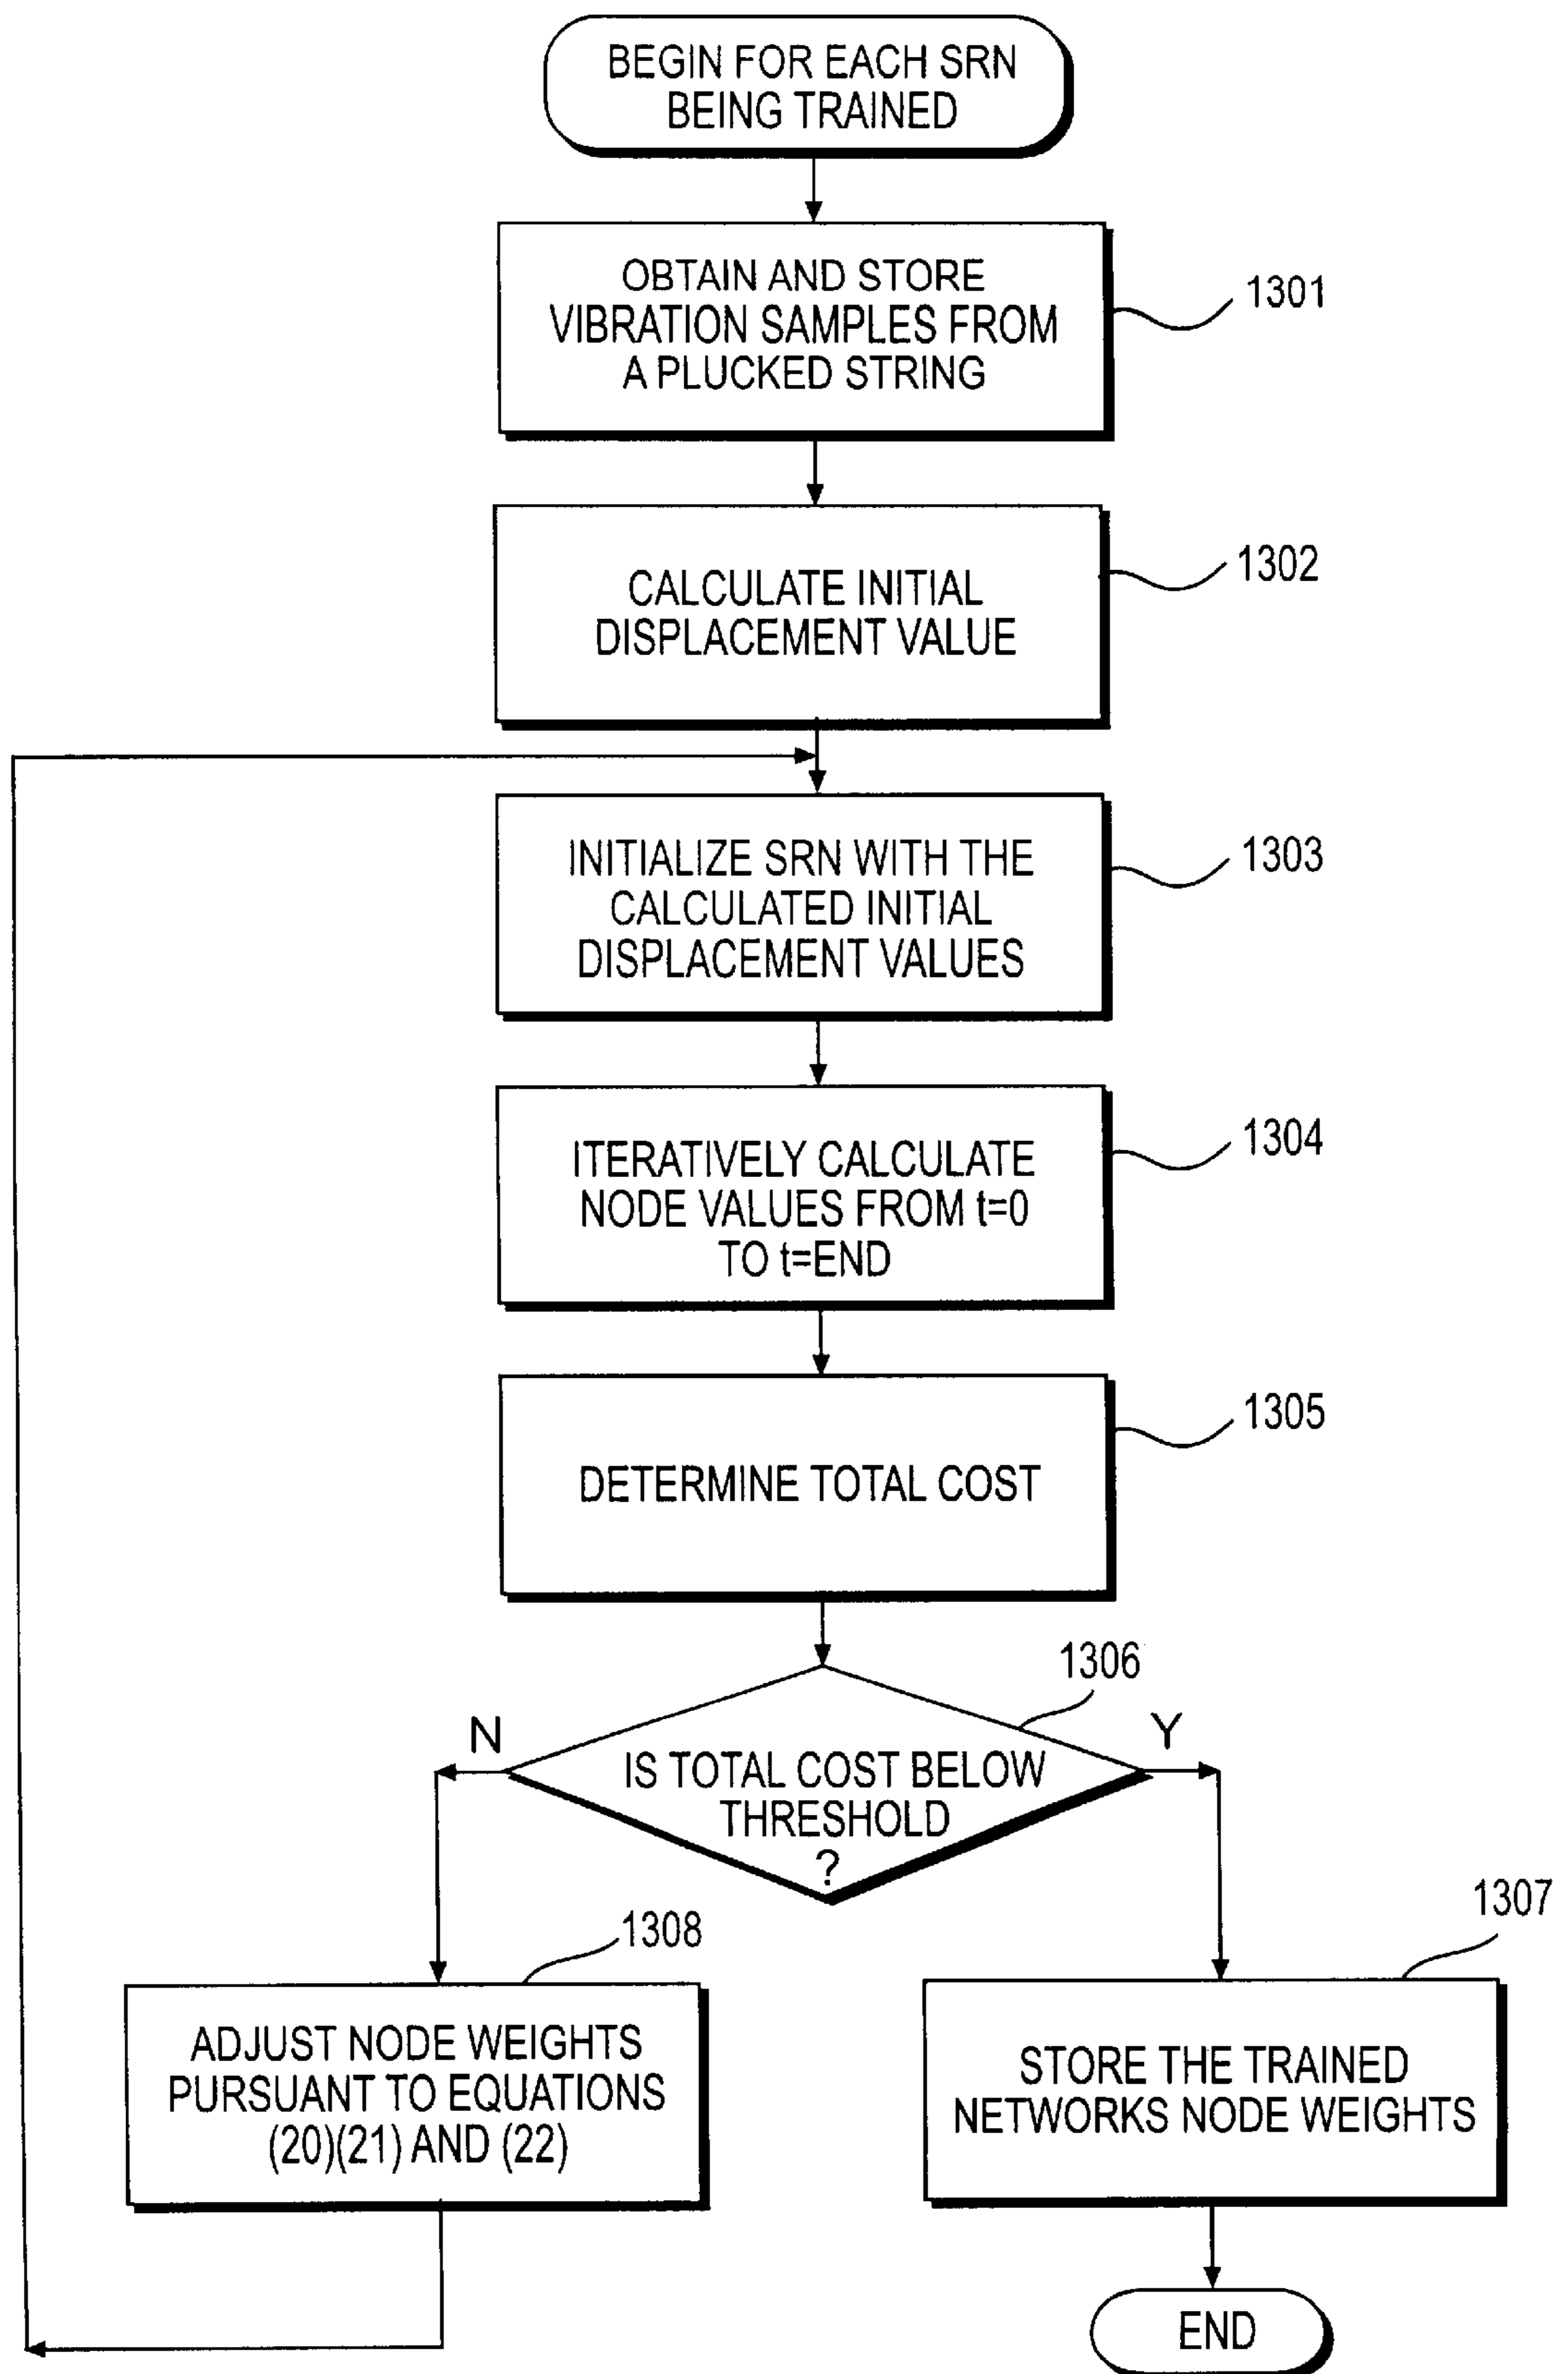 BEGIN FOR EACH SRN
BEING TRAINED
OBTAIN AND STORE
VIBRATION SAMPLES FROM
A PLUCKED STRING
1301
CALCULATE INITIAL
DISPLACEMENT VALUE
1302
INITIALIZE SRN WITH THE
CALCULATED INITIAL
DISPLACEMENT VALUES
1303
ITERATIVELY CALCULATE
NODE VALUES FROM t=0
TO t=END
1304
DETERMINE TOTAL COST
1305
1306
N
Y
IS TOTAL COST BELOW
THRESHOLD
?
1308
ADJUST NODE WEIGHTS
PURSUANT TO EQUATIONS
(20)(21) AND (22)
1307
STORE THE TRAINED
NETWORKS NODE WEIGHTS
END